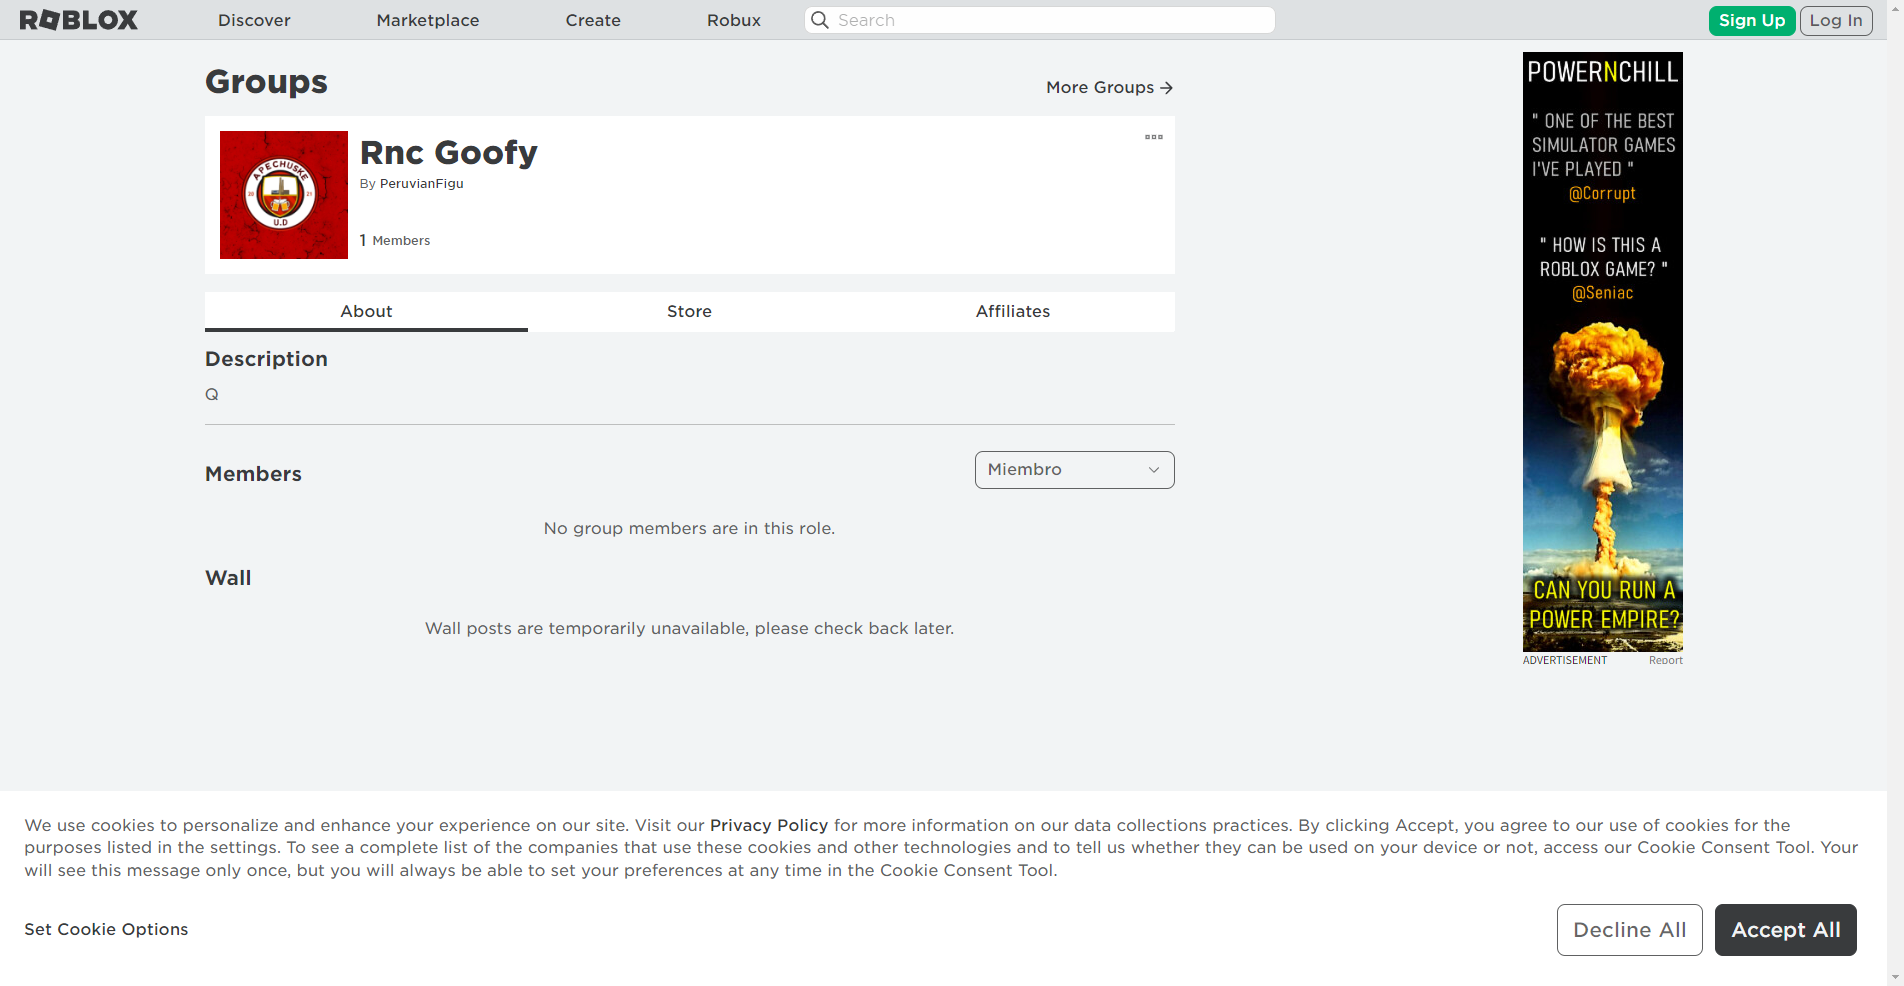 ROBLOX
Discover
Marketplace
Create
Robux
Search
Sign Up
Log In
Groups
More Groups
APECHUSKE
20 21
U.D
Rnc Goofy
By PeruvianFigu
1 Members
About
Store
Affiliates
Description
Q
Members
Miembro
No group members are in this role.
Wall
Wall posts are temporarily unavailable, please check back later.
POWERNCHILL
" ONE OF THE BEST
SIMULATOR GAMES
I'VE PLAYED "
@Corrupt
" HOW IS THIS A
ROBLOX GAME? "
@Seniac
CAN YOU RUN A
POWER EMPIRE?
ADVERTISEMENT
Report
We use cookies to personalize and enhance your experience on our site. Visit our Privacy Policy for more information on our data collections practices. By clicking Accept, you agree to our use of cookies for the
purposes listed in the settings. To see a complete list of the companies that use these cookies and other technologies and to tell us whether they can be used on your device or not, access our Cookie Consent Tool. Your
will see this message only once, but you will always be able to set your preferences at any time in the Cookie Consent Tool.
Set Cookie Options
Decline All
Accept All